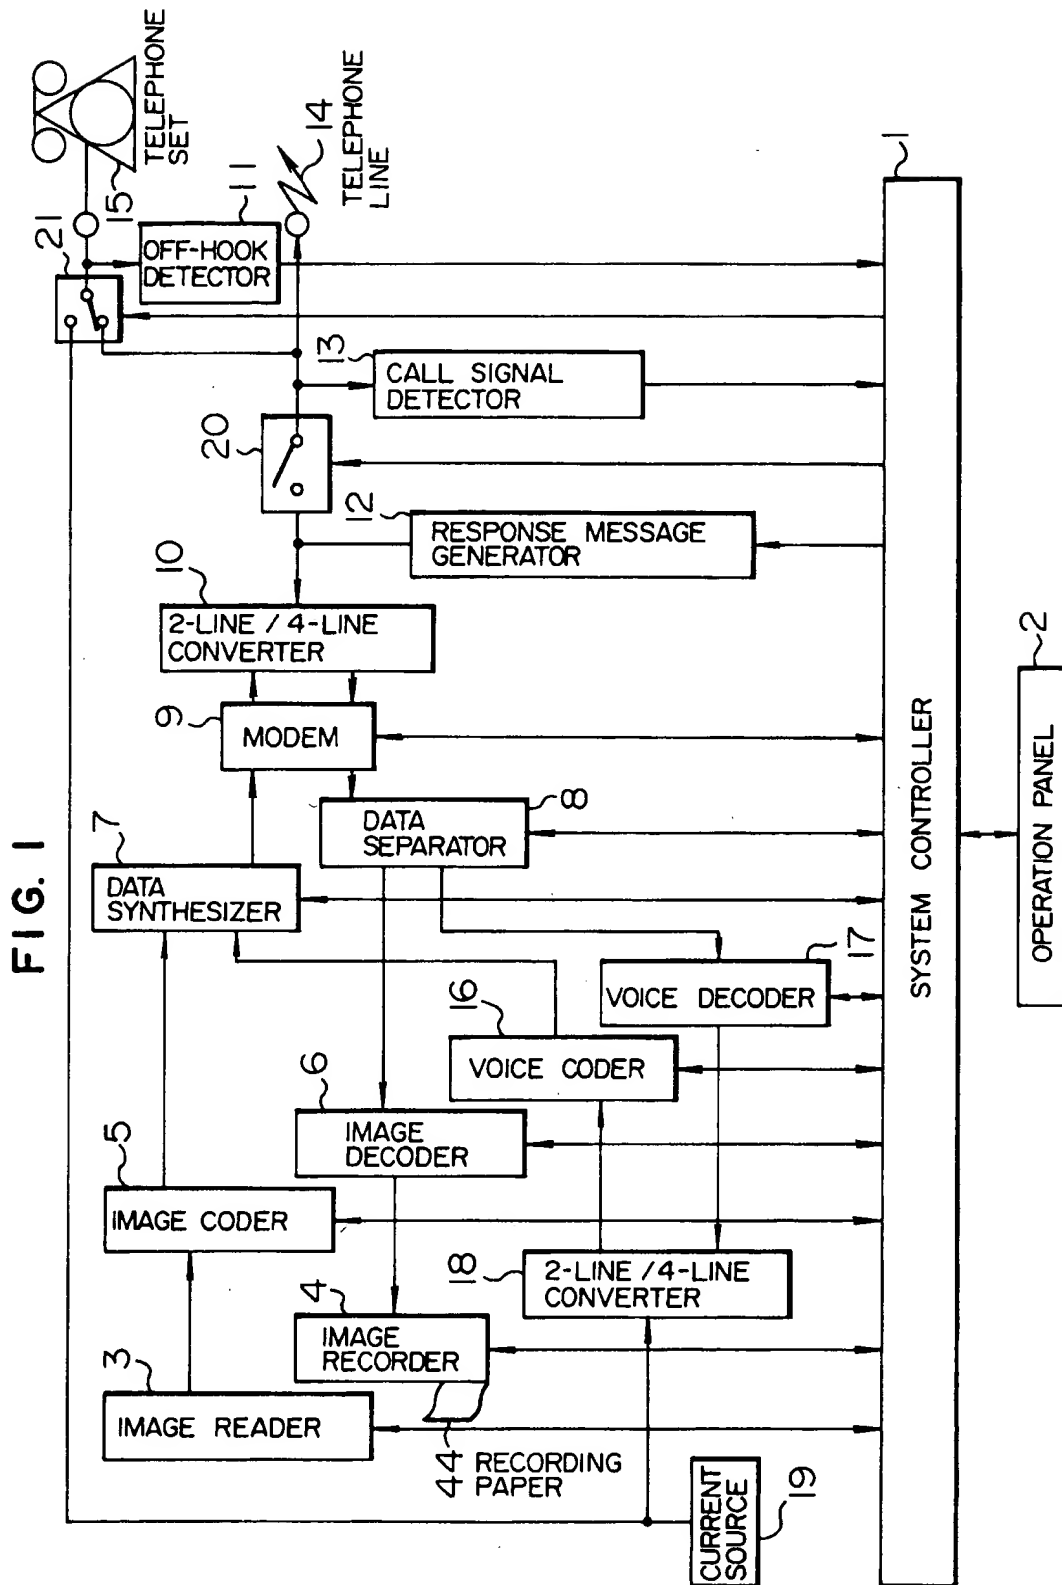 FIG. 1
3
IMAGE READER
5
IMAGE CODER
7
DATA
SYNTHESIZER
9
MODEM
10
2-LINE / 4-LINE
CONVERTER
20
21
15
TELEPHONE
SET
4
IMAGE
RECORDER
44 RECORDING
PAPER
6
IMAGE
DECODER
DATA
SEPARATOR
8
12
RESPONSE MESSAGE
GENERATOR
13
CALL SIGNAL
DETECTOR
OFF-HOOK
DETECTOR
11
14
TELEPHONE
LINE
CURRENT
SOURCE
19
18
2-LINE / 4-LINE
CONVERTER
16
VOICE CODER
VOICE DECODER
17
SYSTEM CONTROLLER
1
OPERATION PANEL
2